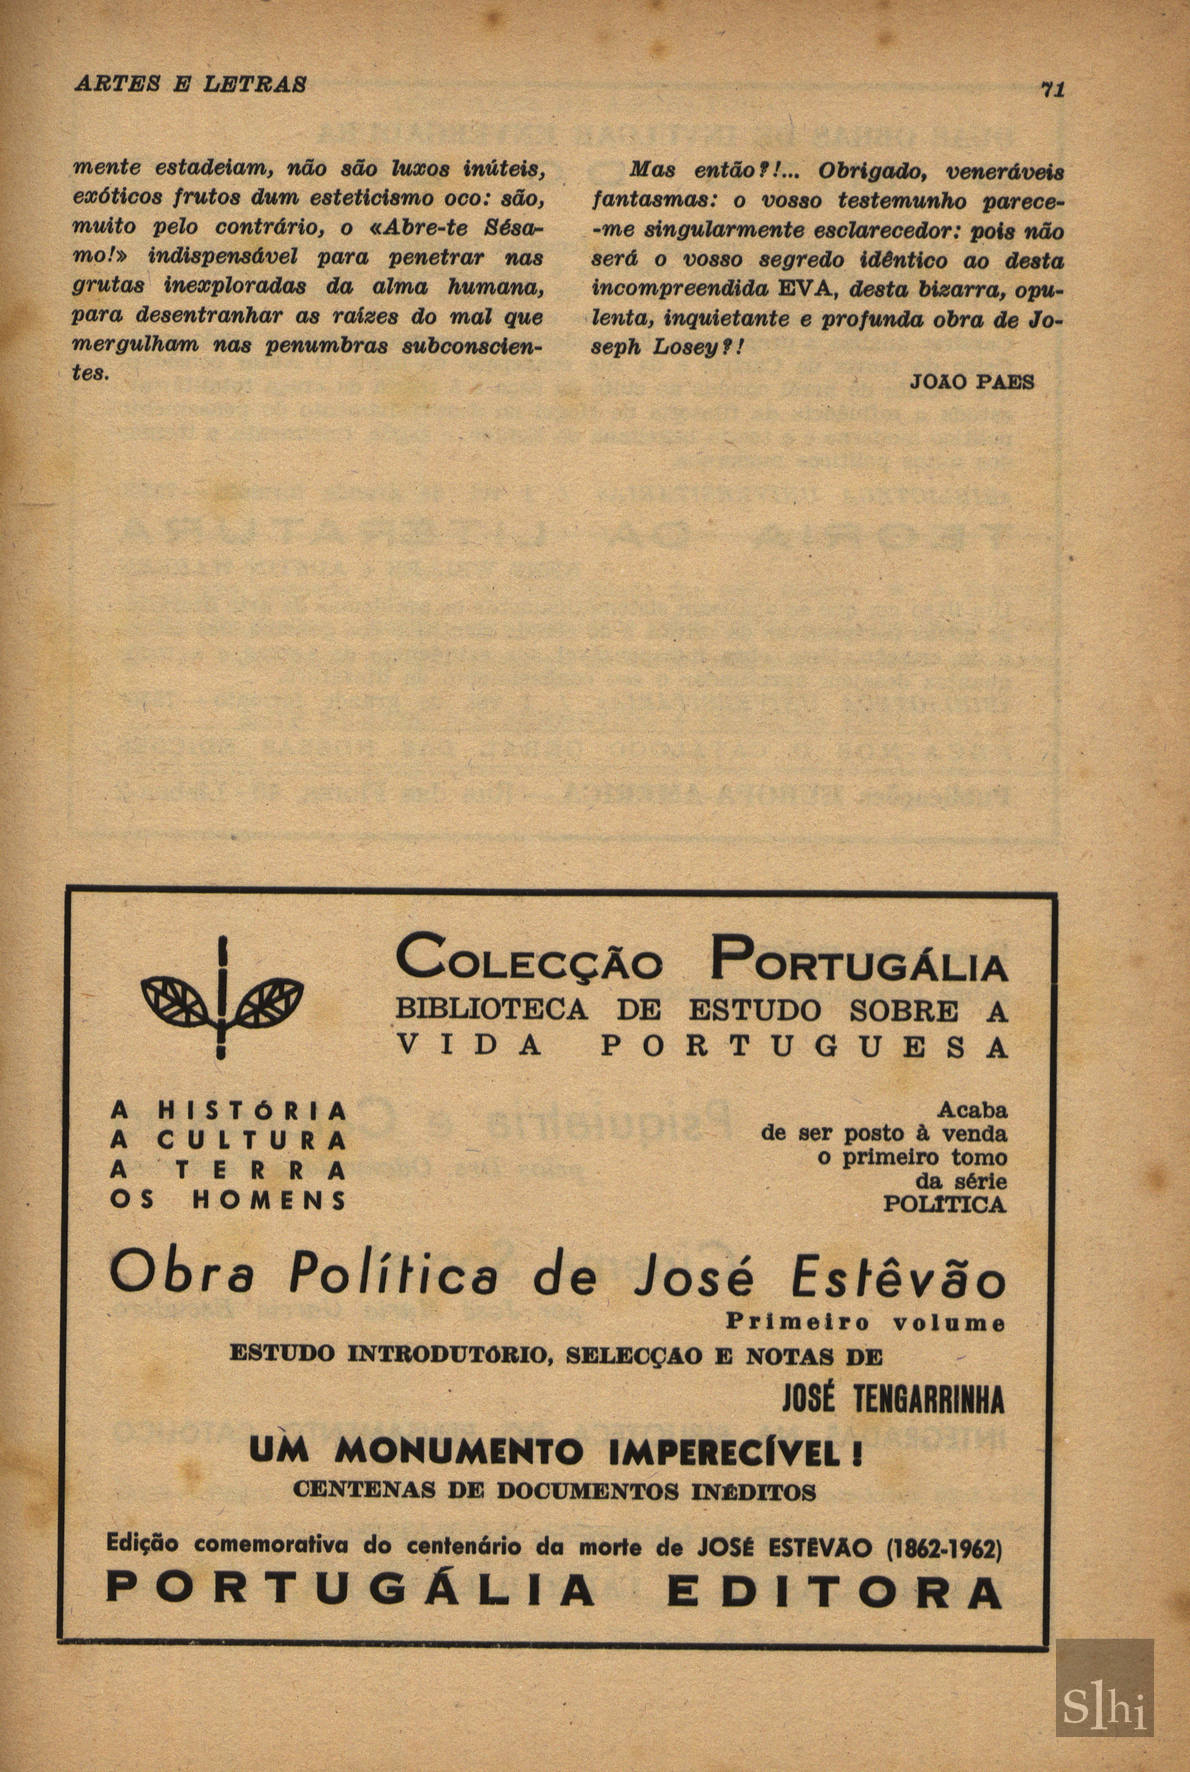 ARTES E LETRAS
71
mente estadeiam, não são luxos inúteis,
exóticos frutos dum esteticismo oco: são,
muito pelo contrário, o «Abre-te Sésa-
mo!» indispensável para penetrar nas
grutas inexploradas da alma humana,
para desentranhar as raízes do mal que
mergulham nas penumbras subconscien-
tes.
Mas então?!... Obrigado, veneráveis
fantasmas: o vosso testemunho parece-
-me singularmente esclarecedor: pois não
será o vosso segredo idêntico ao desta
incompreendida EVA, desta bizarra, opu-
lenta, inquietante e profunda obra de Jo-
seph Losey?!
JOÃO PAES
COLECÇÃO PORTUGÁLIA
BIBLIOTECA DE ESTUDO SOBRE A
VIDA PORTUGUESA
A HISTÓRIA
A CULTURA
A TERRA
OS HOMENS
Acaba
de ser posto à venda
o primeiro tomo
da série
POLÍTICA
Obra Política de José Estêvão
Primeiro volume
ESTUDO INTRODUTÓRIO, SELECÇAO E NOTAS DE
JOSÉ TENGARRINHA
UM MONUMENTO IMPERECÍVEL!
CENTENAS DE DOCUMENTOS INÉDITOS
Edição comemorativa do centenário da morte de JOSÉ ESTÊVÃO (1862-1962)
PORTUGÁLIA EDITORA
slhi